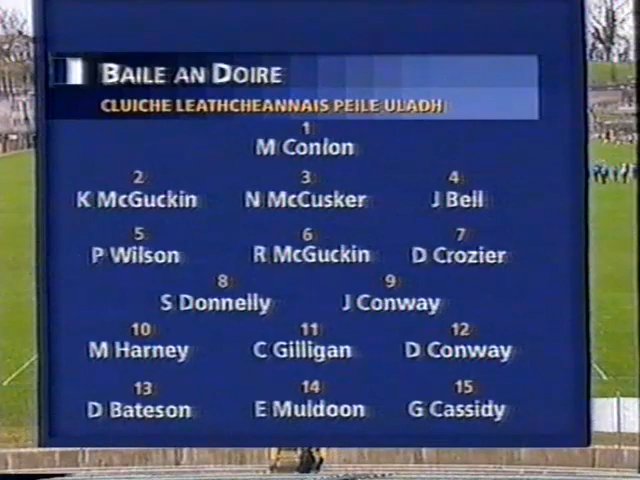 BAILE AN DOIRE
CLUICHE LEATHCHEANNAIS PEILE ULADH
1
M Conlon
2 3 4
K McGuckin N McCusker J Bell
5 6 7
P Wilson R McGuckin D Crozier
8 9
S Donnelly J Conway
10 11 12
M Harney C Gilligan D Conway
13 14 15
D Bateson E Muldoon G Cassidy